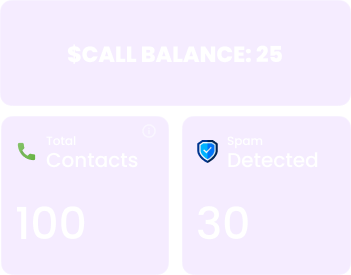 $CALL BALANCE: 25
Total
Contacts
100
Spam
Detected
30